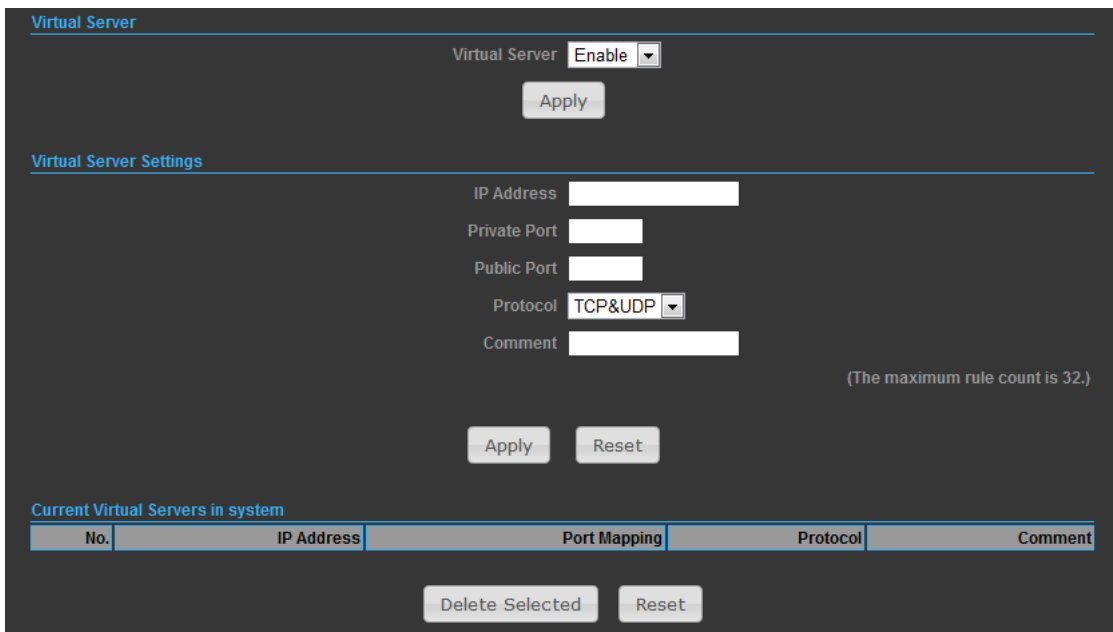 Virtual Server
Virtual Server Enable
Apply
Virtual Server Settings
IP Address
Private Port
Public Port
Protocol TCP&UDP
Comment
(The maximum rule count is 32.)
Apply Reset
Current Virtual Servers in system
No. IP Address Port Mapping Protocol Comment
Delete Selected Reset